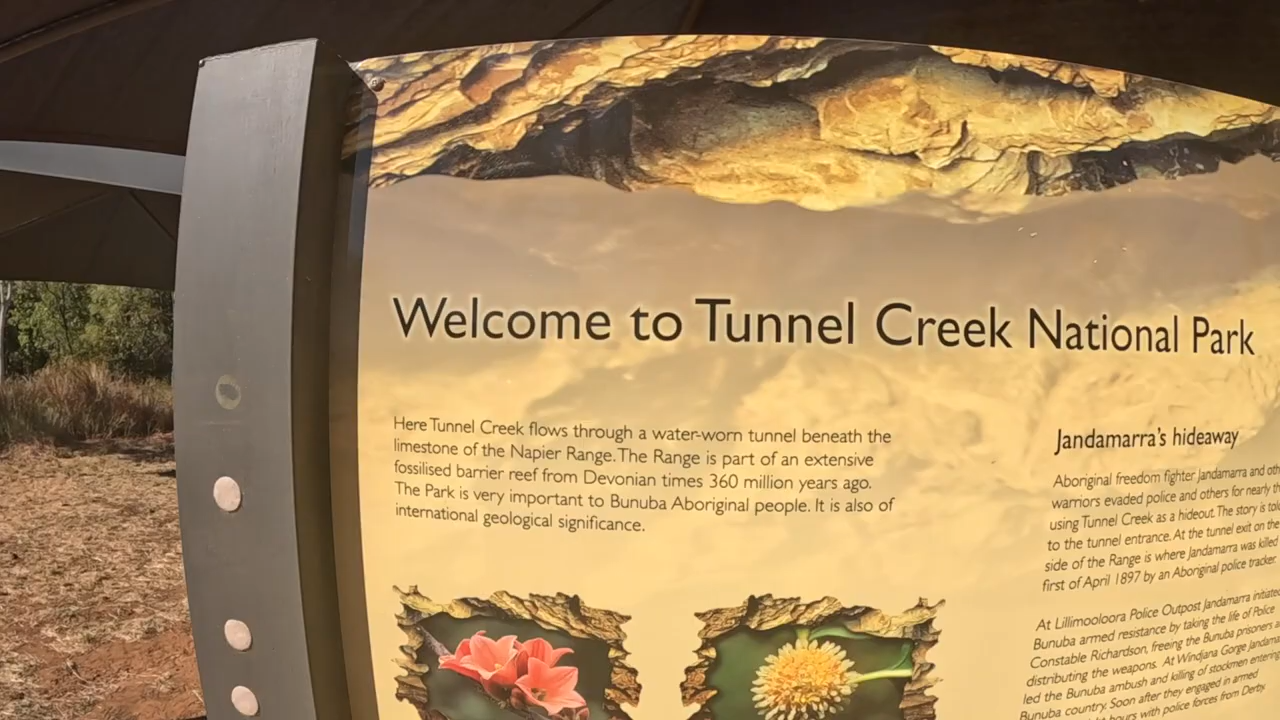 Welcome to Tunnel Creek National Park
Here Tunnel Creek flows through a water-worn tunnel beneath the
limestone of the Napier Range. The Range is part of an extensive
fossilised barrier reef from Devonian times 360 million years ago.
The Park is very important to Bunuba Aboriginal people. It is also of
international geological significance.
Jandamarra's hideaway
Aboriginal freedom fighter Jandamarra and
warriors evaded police and others for nearly
using Tunnel Creek as a hideout. The story is
to the tunnel entrance. At the tunnel exit on the
side of the Range is where Jandamarra was killed
first of April 1897 by an Aboriginal police tracker
At Lillimooloora Police Outpost Jandamarra initiated
Bunuba armed resistance by taking the life of Police
Constable Richardson, freeing the Bunuba prisoners
distributing the weapons. At Windjana Gorge
led the Bunuba ambush and killing of stockmen entering
Bunuba country. Soon after they engaged in armed
hours with police forces from Derby.